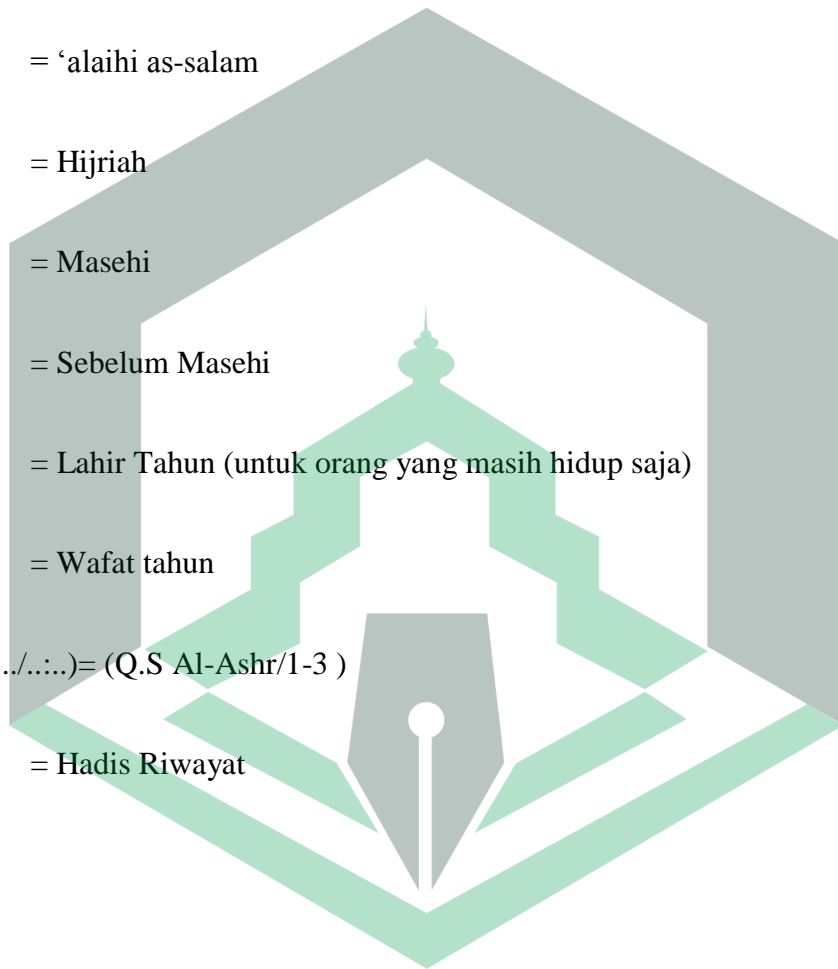 = ‘alaihi as-salam
= Hijriah
= Masehi
= Sebelum Masehi
= Lahir Tahun (untuk orang yang masih hidup saja)
= Wafat tahun
../..:..)= (Q.S Al-Ashr/1-3 )
= Hadis Riwayat